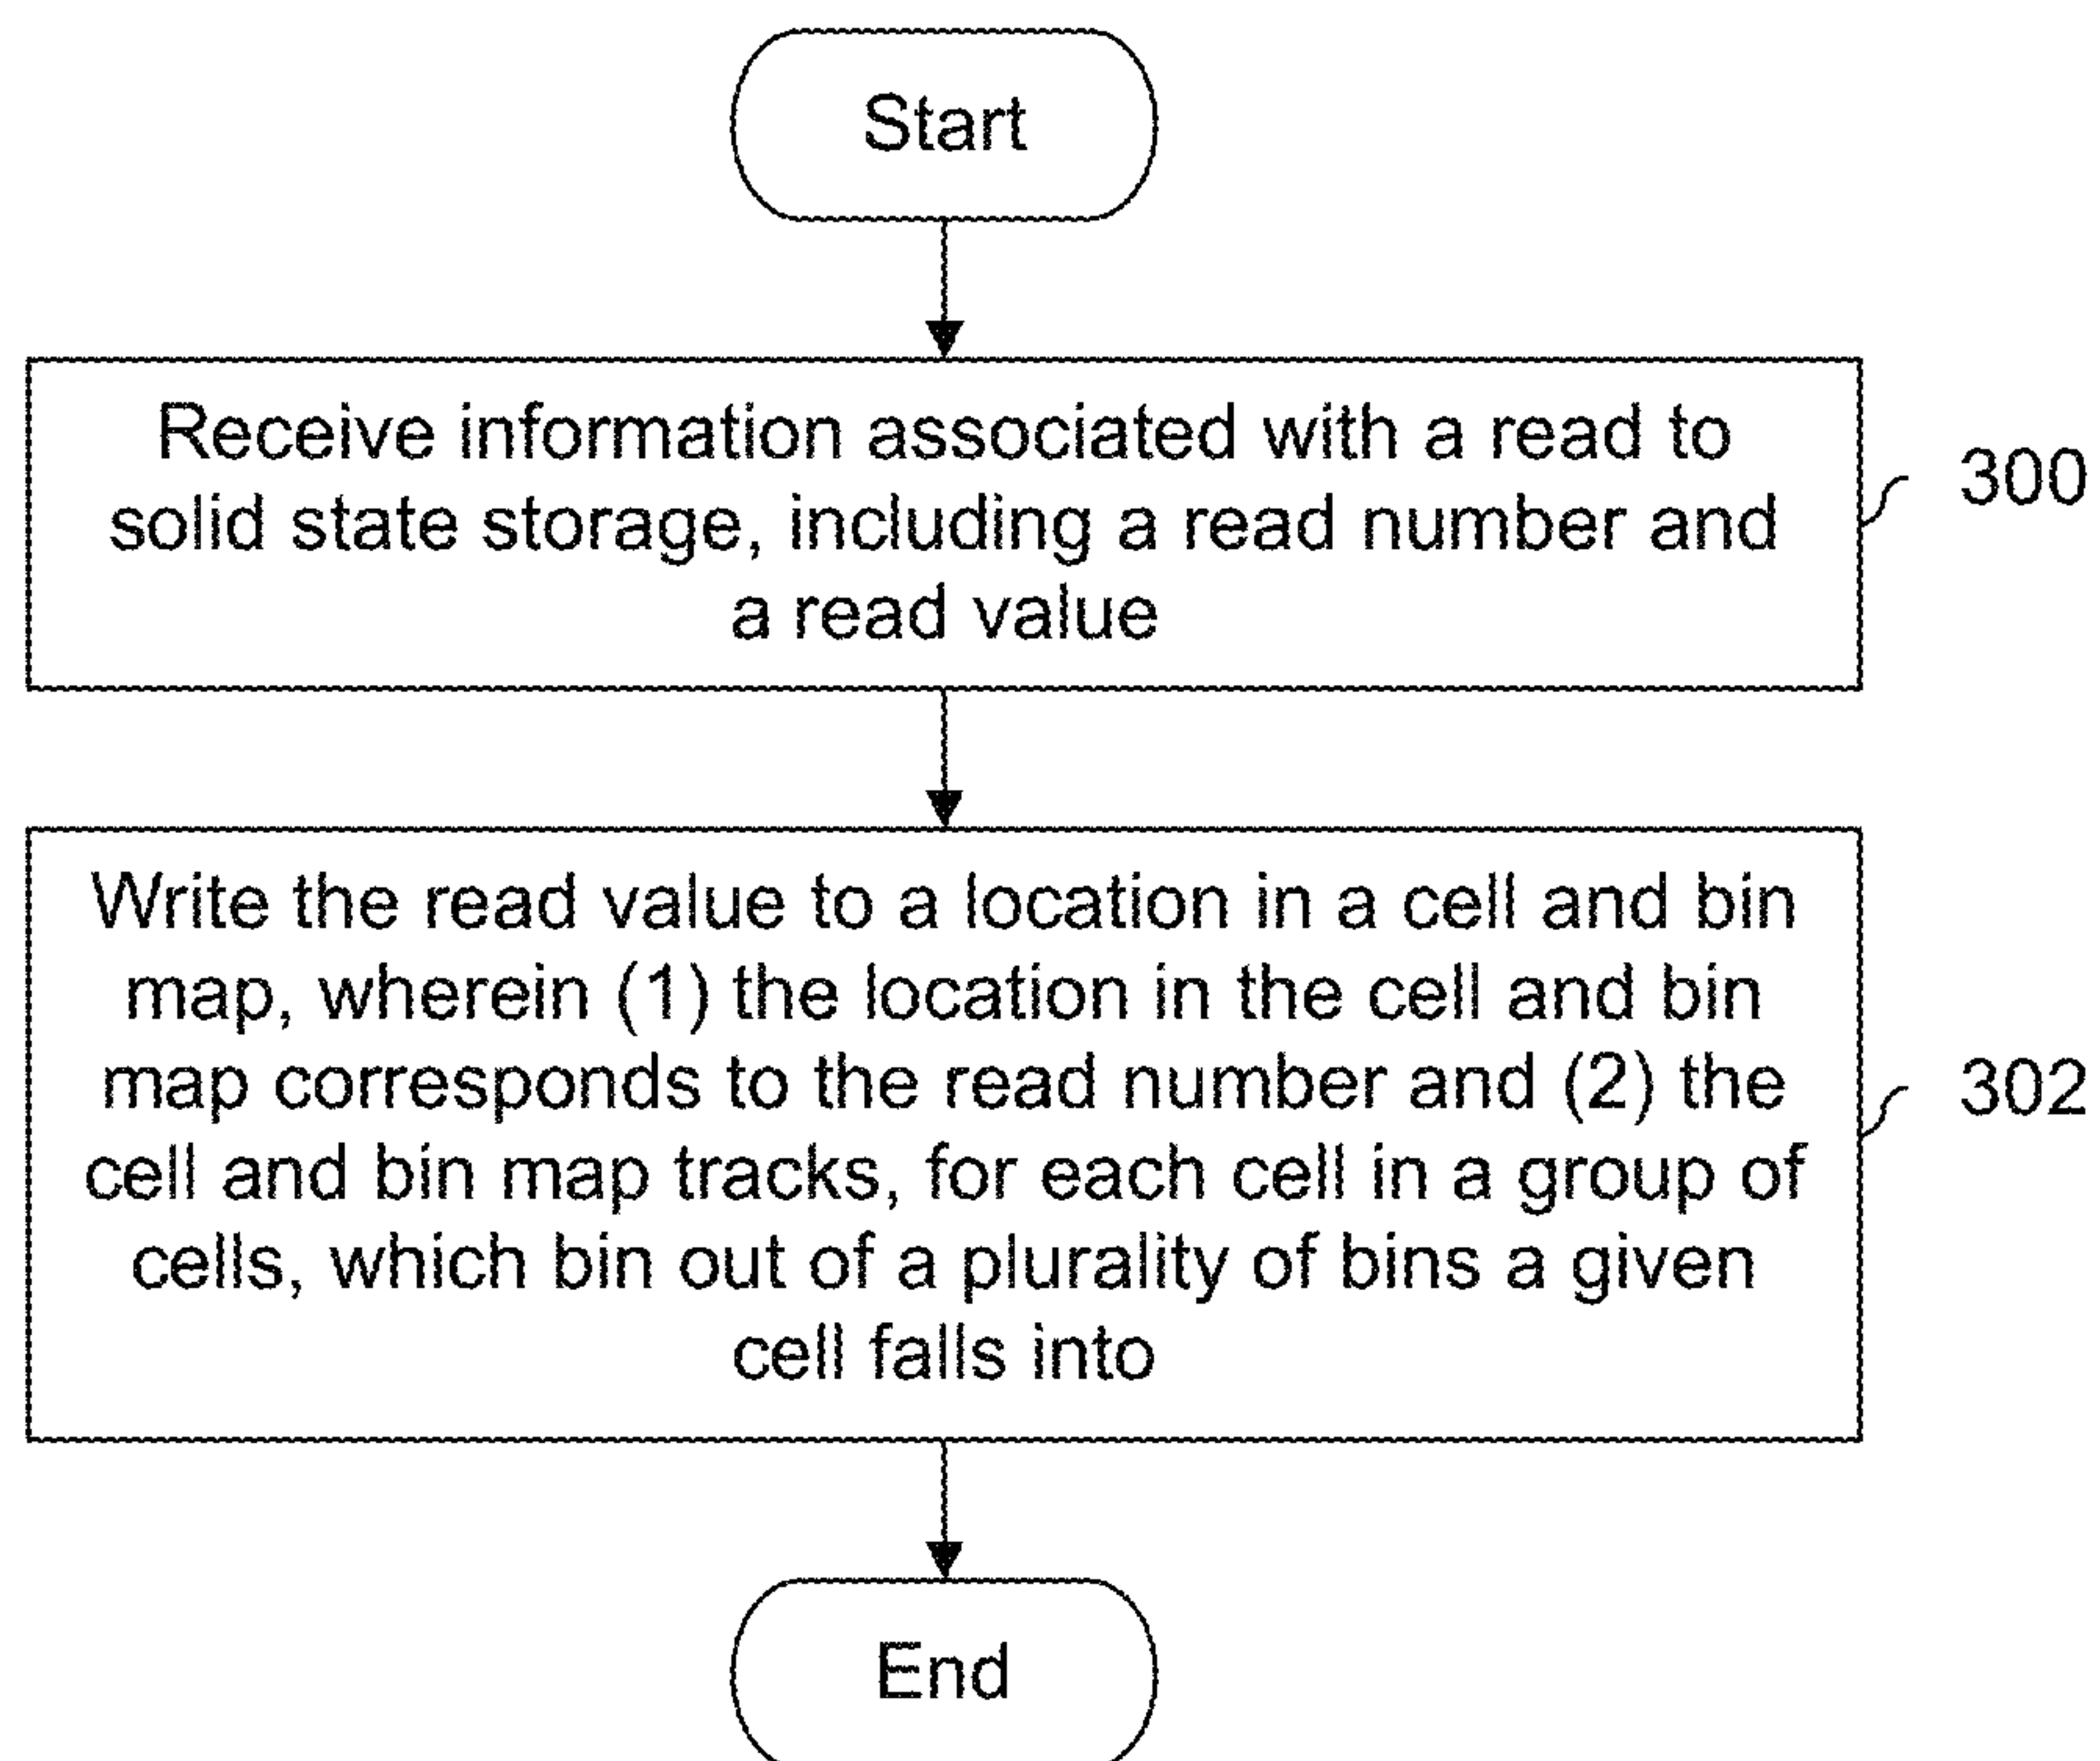 Start
Receive information associated with a read to
solid state storage, including a read number and
a read value
300
Write the read value to a location in a cell and bin
map, wherein (1) the location in the cell and bin
map corresponds to the read number and (2) the
cell and bin map tracks, for each cell in a group of
cells, which bin out of a plurality of bins a given
cell falls into
302
End